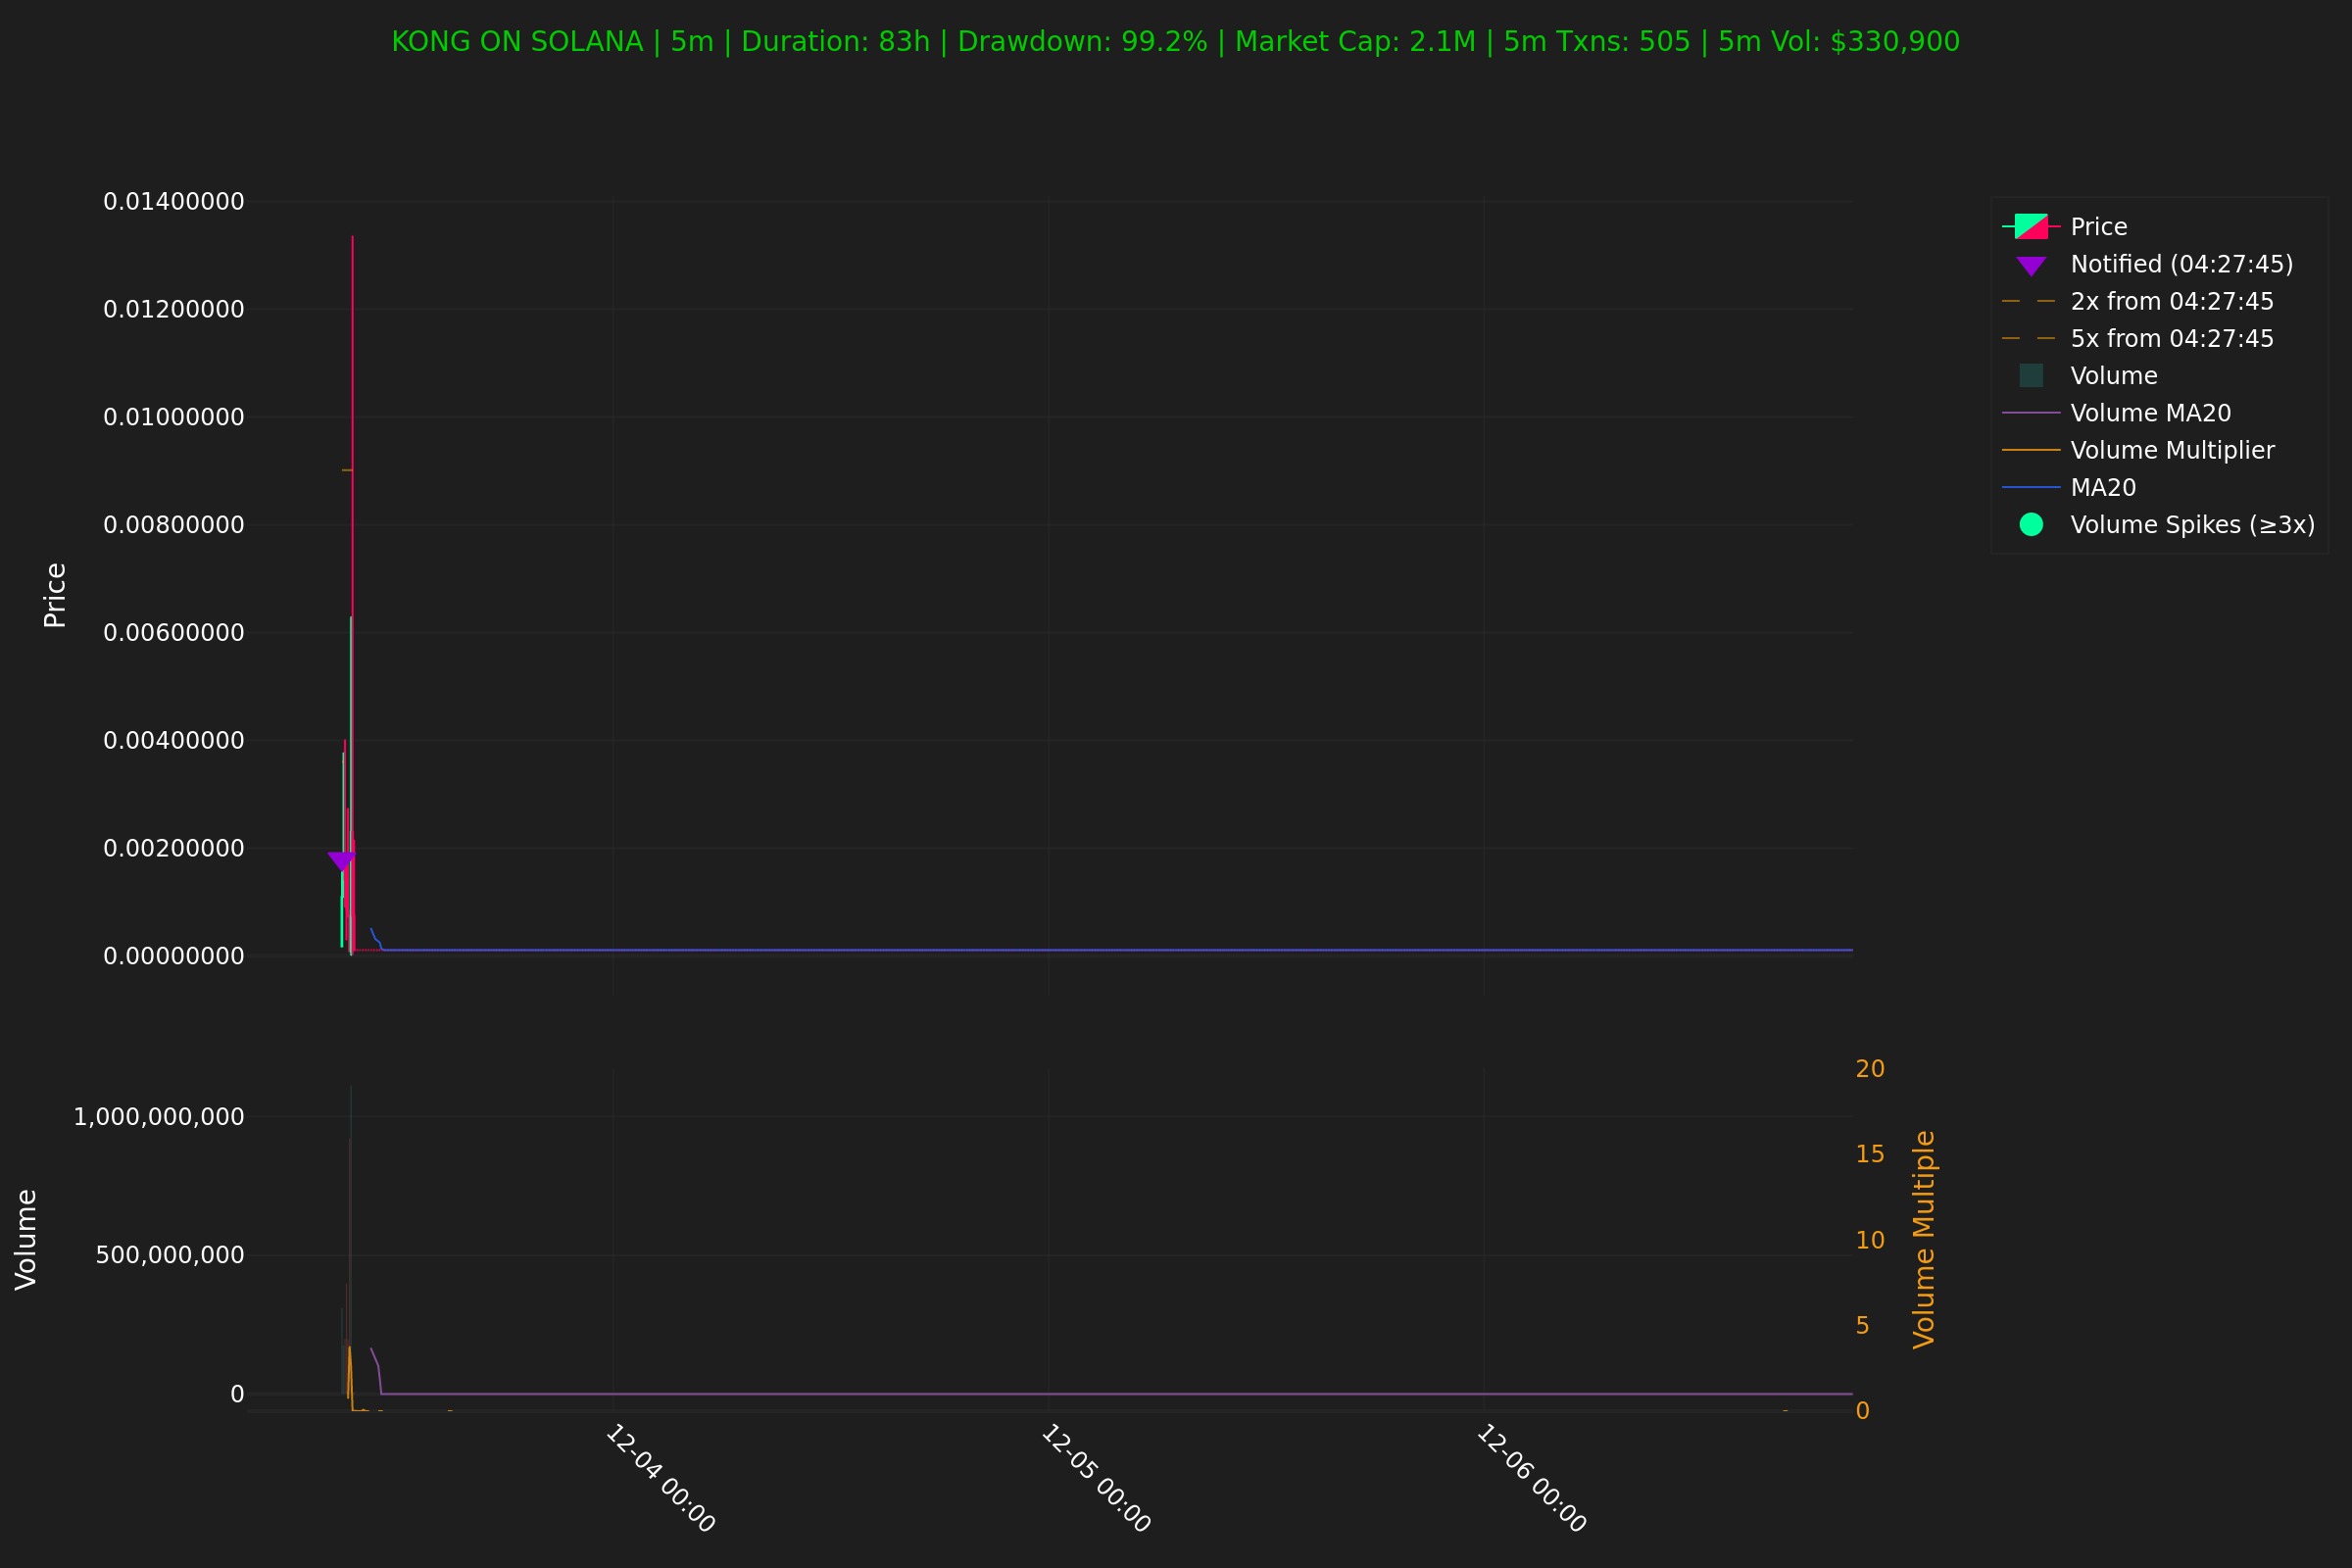 KONG ON SOLANA | 5m | Duration: 83h | Drawdown: 99.2% | Market Cap: 2.1M | 5m Txns: 505 | 5m Vol: $330,900
0.01400000
0.01200000
0.01000000
0.00800000
0.00600000
0.00400000
0.00200000
0.00000000
Price
Price
Notified (04:27:45)
2x from 04:27:45
5x from 04:27:45
Volume
Volume MA20
Volume Multiplier
MA20
Volume Spikes (≥3x)
1,000,000,000
500,000,000
0
Volume
20
15
10
5
0
Volume Multiple
12-04 00:00
12-05 00:00
12-06 00:00